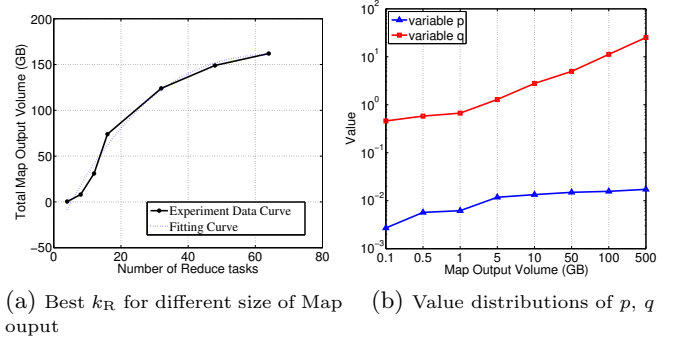 200
150
100
50
0
−50
0
20
40
60
80
Total Map Output Volume (GB)
Number of Reduce tasks
Experiment Data Curve
Fitting Curve
(a) Best kR for different size of Map
ouput
10^2
10^1
10^0
10^−1
10^−2
10^−3
0.1
0.5
1
5
10
50
100
500
Value
Map Output Volume (GB)
variable p
variable q
(b) Value distributions of p, q